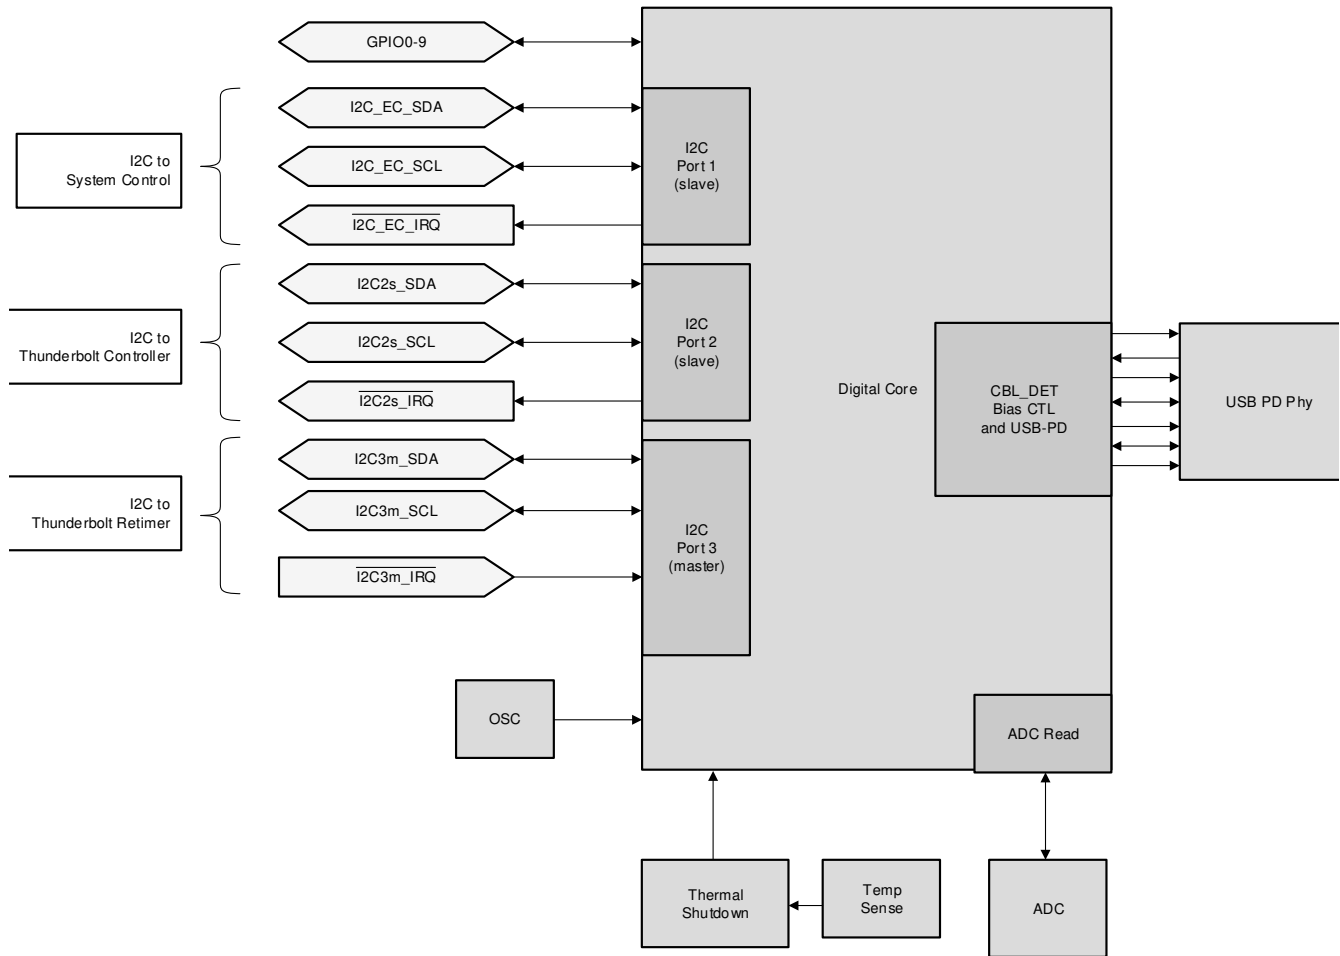 GPIO0-9
I2C to
System Control
I2C_EC_SDA
I2C_EC_SCL
I2C_EC_IRQ
I2C
Port 1
(slave)
I2C to
Thunderbolt Controller
I2C2s_SDA
I2C2s_SCL
I2C2s_IRQ
I2C
Port 2
(slave)
I2C to
Thunderbolt Retimer
I2C3m_SDA
I2C3m_SCL
I2C3m_IRQ
I2C
Port 3
(master)
Digital Core
CBL_DET
Bias CTL
and USB-PD
USB PD Phy
OSC
ADC Read
Thermal
Shutdown
Temp
Sense
ADC